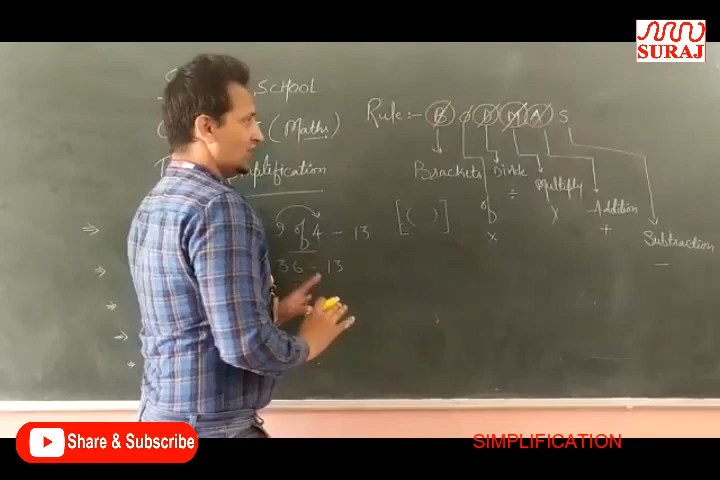 SURAJ
S SCHOOL
Rule:- B O D M A S
(Maths)
Simplification
Brackets Divide Multiply Addition Subtraction
[( )] of ÷ × + −
×
9 of 4 − 13
36 − 13
Share & Subscribe
SIMPLIFICATION